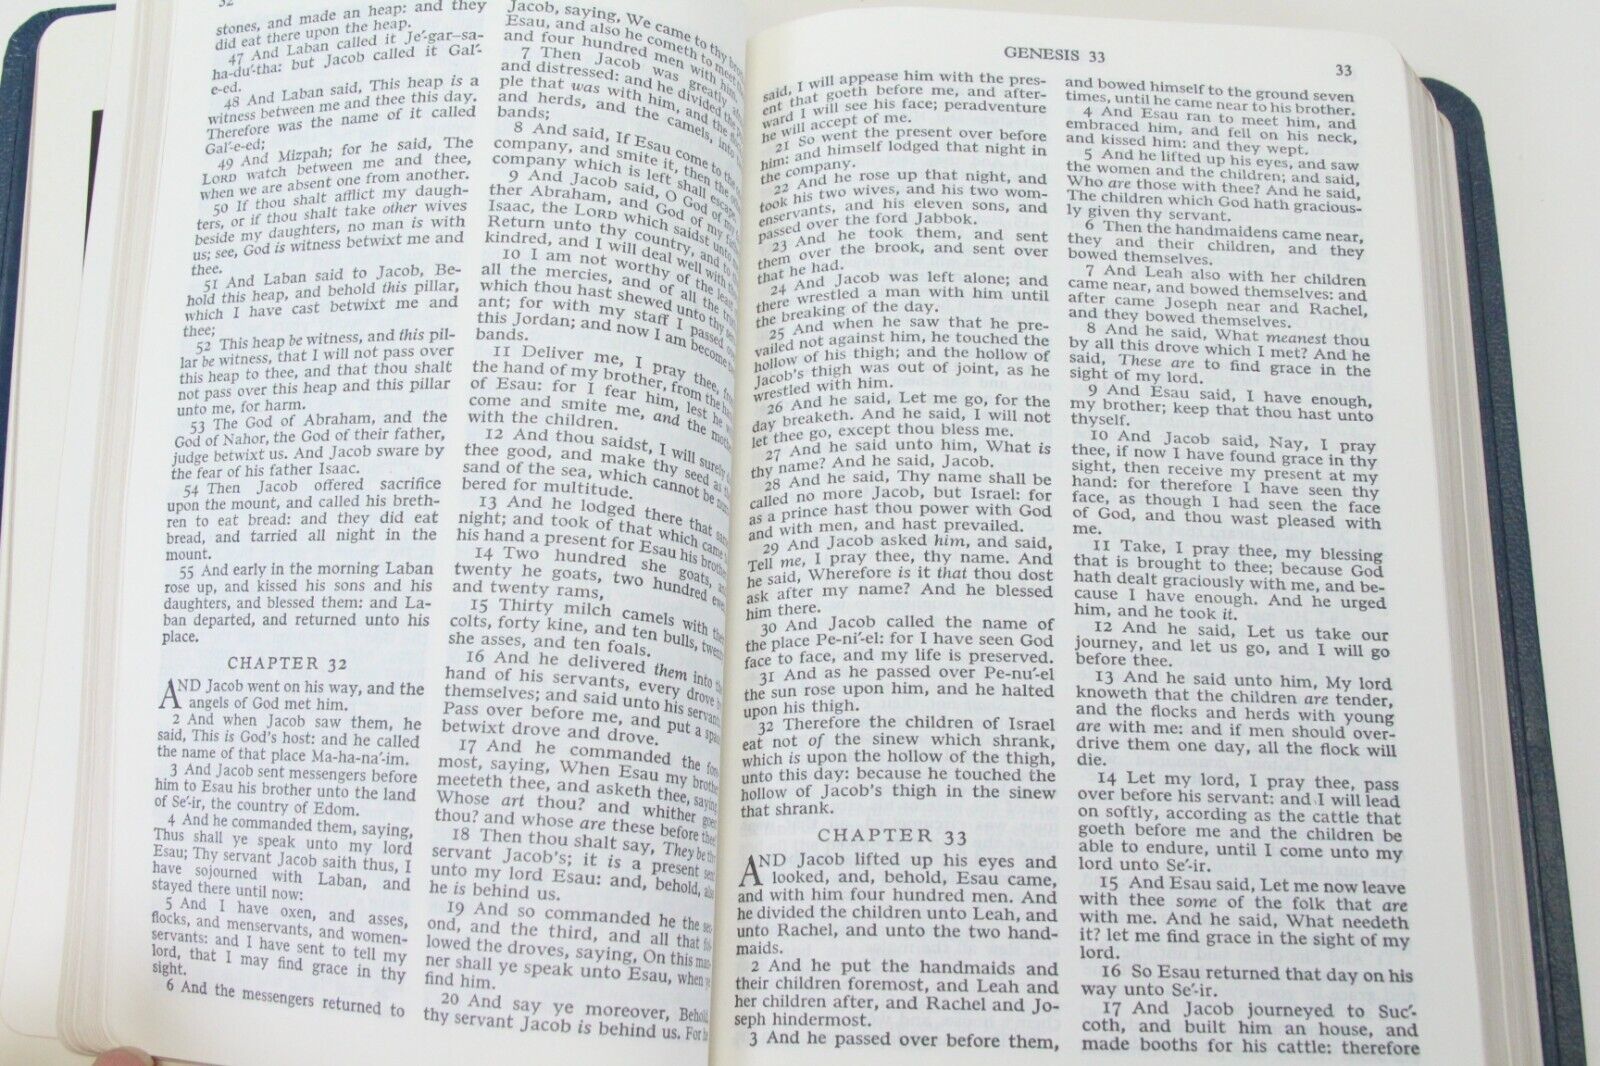 32
stones, and made an heap: and they
did eat there upon the heap.
47 And Laban called it Je′-gar–sa-
ha-du′-tha: but Jacob called it Gal′-
e-ed.
48 And Laban said, This heap is a
witness between me and thee this day.
Therefore was the name of it called
Gal′-e-ed;
49 And Mizpah; for he said, The
LORD watch between me and thee,
when we are absent one from another.
50 If thou shalt afflict my daugh-
ters, or if thou shalt take other wives
beside my daughters, no man is with
us; see, God is witness betwixt me and
thee.
51 And Laban said to Jacob, Be-
hold this heap, and behold this pillar,
which I have cast betwixt me and
thee;
52 This heap be witness, and this pil-
lar be witness, that I will not pass over
this heap to thee, and that thou shalt
not pass over this heap and this pillar
unto me, for harm.
53 The God of Abraham, and the
God of Nahor, the God of their father,
judge betwixt us. And Jacob sware by
the fear of his father Isaac.
54 Then Jacob offered sacrifice
upon the mount, and called his breth-
ren to eat bread: and they did eat
bread, and tarried all night in the
mount.
55 And early in the morning Laban
rose up, and kissed his sons and his
daughters, and blessed them: and La-
ban departed, and returned unto his
place.
CHAPTER 32
AND Jacob went on his way, and the
angels of God met him.
2 And when Jacob saw them, he
said, This is God's host: and he called
the name of that place Ma-ha-na′-im.
3 And Jacob sent messengers before
him to Esau his brother unto the land
of Se′-ir, the country of Edom.
4 And he commanded them, saying,
Thus shall ye speak unto my lord
Esau; Thy servant Jacob saith thus, I
have sojourned with Laban, and
stayed there until now:
5 And I have oxen, and asses,
flocks, and menservants, and women-
servants: and I have sent to tell my
lord, that I may find grace in thy
sight.
6 And the messengers returned to
Jacob, saying, We came to thy brother
Esau, and also he cometh to meet
and four hundred men with him.
7 Then Jacob was greatly
and distressed: and he divided the
ple that was with him, and the
and herds, and the camels, into
bands;
8 And said, If Esau come to the
company, and smite it, then the
company which is left shall escape
9 And Jacob said, O God of my
ther Abraham, and God of my
Isaac, the LORD which saidst unto
Return unto thy country, and to
kindred, and I will deal well with
10 I am not worthy of the least
all the mercies, and of all the
which thou hast shewed unto thy
ant; for with my staff I passed
this Jordan; and now I am become
bands.
11 Deliver me, I pray thee,
the hand of my brother, from the
of Esau: for I fear him, lest he
come and smite me, and the
with the children.
12 And thou saidst, I will surely
thee good, and make thy seed as
sand of the sea, which cannot be
bered for multitude.
13 And he lodged there that
night; and took of that which came
his hand a present for Esau his
14 Two hundred she goats,
twenty he goats, two hundred ewes
and twenty rams,
15 Thirty milch camels with
colts, forty kine, and ten bulls, twenty
she asses, and ten foals.
16 And he delivered them into
hand of his servants, every drove
themselves; and said unto his
Pass over before me, and put a
betwixt drove and drove.
17 And he commanded the
most, saying, When Esau my
meeteth thee, and asketh thee, saying
Whose art thou? and whither
thou? and whose are these before
18 Then thou shalt say, They be
servant Jacob's; it is a present
unto my lord Esau: and, behold,
he is behind us.
19 And so commanded he the sec-
ond, and the third, and all that
lowed the droves, saying, On this man-
ner shall ye speak unto Esau, when
find him.
20 And say ye moreover, Behold,
thy servant Jacob is behind us. For he
GENESIS 33
33
said, I will appease him with the pres-
ent that goeth before me, and after-
ward I will see his face; peradventure
he will accept of me.
21 So went the present over before
him: and himself lodged that night in
the company.
22 And he rose up that night, and
took his two wives, and his two wom-
enservants, and his eleven sons, and
passed over the ford Jabbok.
23 And he took them, and sent
them over the brook, and sent over
that he had.
24 And Jacob was left alone; and
there wrestled a man with him until
the breaking of the day.
25 And when he saw that he pre-
vailed not against him, he touched the
hollow of his thigh; and the hollow of
Jacob's thigh was out of joint, as he
wrestled with him.
26 And he said, Let me go, for the
day breaketh. And he said, I will not
let thee go, except thou bless me.
27 And he said unto him, What is
thy name? And he said, Jacob.
28 And he said, Thy name shall be
called no more Jacob, but Israel: for
as a prince hast thou power with God
and with men, and hast prevailed.
29 And Jacob asked him, and said,
Tell me, I pray thee, thy name. And
he said, Wherefore is it that thou dost
ask after my name? And he blessed
him there.
30 And Jacob called the name of
the place Pe-ni′-el: for I have seen God
face to face, and my life is preserved.
31 And as he passed over Pe-nu′-el
the sun rose upon him, and he halted
upon his thigh.
32 Therefore the children of Israel
eat not of the sinew which shrank,
which is upon the hollow of the thigh,
unto this day: because he touched the
hollow of Jacob's thigh in the sinew
that shrank.
CHAPTER 33
AND Jacob lifted up his eyes and
looked, and, behold, Esau came,
and with him four hundred men. And
he divided the children unto Leah, and
unto Rachel, and unto the two hand-
maids.
2 And he put the handmaids and
their children foremost, and Leah and
her children after, and Rachel and Jo-
seph hindermost.
3 And he passed over before them,
and bowed himself to the ground seven
times, until he came near to his brother.
4 And Esau ran to meet him, and
embraced him, and fell on his neck,
and kissed him: and they wept.
5 And he lifted up his eyes, and saw
the women and the children; and said,
Who are those with thee? And he said,
The children which God hath gracious-
ly given thy servant.
6 Then the handmaidens came near,
they and their children, and they
bowed themselves.
7 And Leah also with her children
came near, and bowed themselves: and
after came Joseph near and Rachel,
and they bowed themselves.
8 And he said, What meanest thou
by all this drove which I met? And he
said, These are to find grace in the
sight of my lord.
9 And Esau said, I have enough,
my brother; keep that thou hast unto
thyself.
10 And Jacob said, Nay, I pray
thee, if now I have found grace in thy
sight, then receive my present at my
hand: for therefore I have seen thy
face, as though I had seen the face
of God, and thou wast pleased with
me.
11 Take, I pray thee, my blessing
that is brought to thee; because God
hath dealt graciously with me, and be-
cause I have enough. And he urged
him, and he took it.
12 And he said, Let us take our
journey, and let us go, and I will go
before thee.
13 And he said unto him, My lord
knoweth that the children are tender,
and the flocks and herds with young
are with me: and if men should over-
drive them one day, all the flock will
die.
14 Let my lord, I pray thee, pass
over before his servant: and I will lead
on softly, according as the cattle that
goeth before me and the children be
able to endure, until I come unto my
lord unto Se′-ir.
15 And Esau said, Let me now leave
with thee some of the folk that are
with me. And he said, What needeth
it? let me find grace in the sight of my
lord.
16 So Esau returned that day on his
way unto Se′-ir.
17 And Jacob journeyed to Suc′-
coth, and built him an house, and
made booths for his cattle: therefore